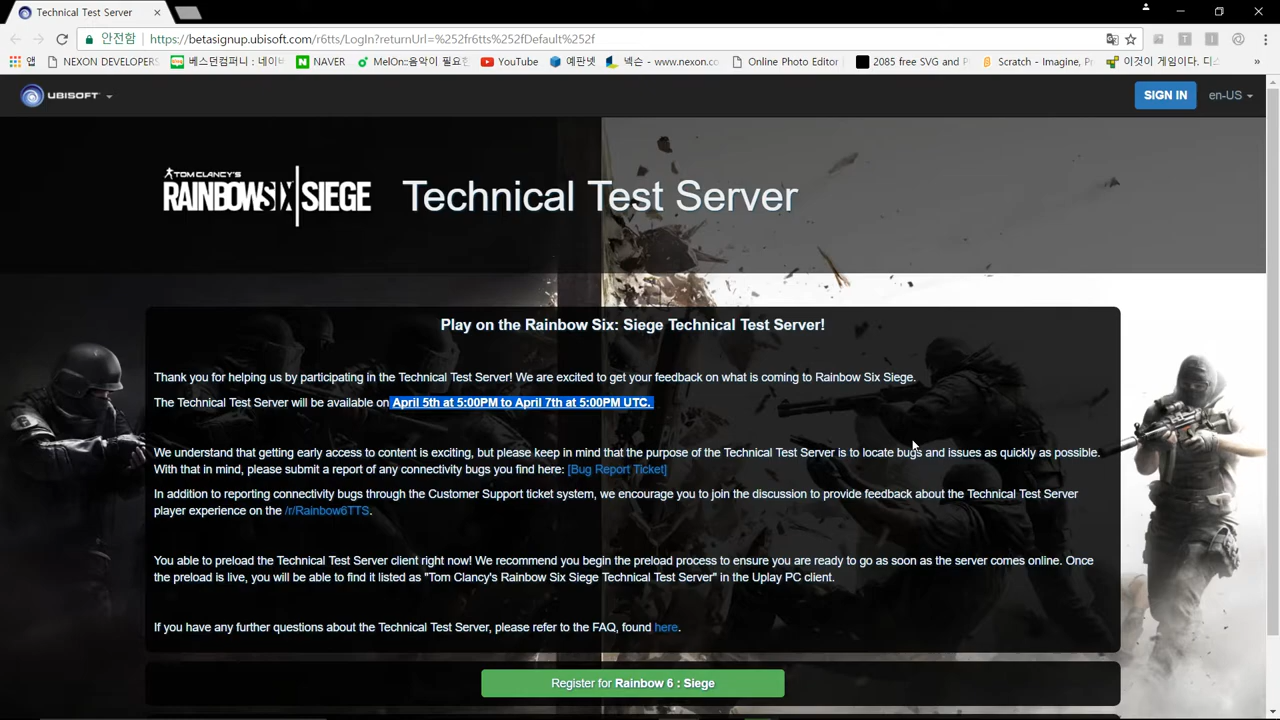 Technical Test Server
안전함 https://betasignup.ubisoft.com/r6tts/LogIn?returnUrl=%252fr6tts%252fDefault%252f
앱 NEXON DEVELOPERS 베스던컴퍼니 : 네이버 NAVER MelON::음악이 필요한 YouTube 예판넷 넥슨 - www.nexon.co Online Photo Editor 2085 free SVG and P Scratch - Imagine, Pr 이것이 게임이다. 디스 »
UBISOFT
SIGN IN en-US
TOM CLANCY'S
RAINBOWSIX|SIEGE Technical Test Server
Play on the Rainbow Six: Siege Technical Test Server!
Thank you for helping us by participating in the Technical Test Server! We are excited to get your feedback on what is coming to Rainbow Six Siege.
The Technical Test Server will be available on April 5th at 5:00PM to April 7th at 5:00PM UTC.
We understand that getting early access to content is exciting, but please keep in mind that the purpose of the Technical Test Server is to locate bugs and issues as quickly as possible.
With that in mind, please submit a report of any connectivity bugs you find here: [Bug Report Ticket]
In addition to reporting connectivity bugs through the Customer Support ticket system, we encourage you to join the discussion to provide feedback about the Technical Test Server
player experience on the /r/Rainbow6TTS.
You able to preload the Technical Test Server client right now! We recommend you begin the preload process to ensure you are ready to go as soon as the server comes online. Once
the preload is live, you will be able to find it listed as "Tom Clancy's Rainbow Six Siege Technical Test Server" in the Uplay PC client.
If you have any further questions about the Technical Test Server, please refer to the FAQ, found here.
Register for Rainbow 6 : Siege